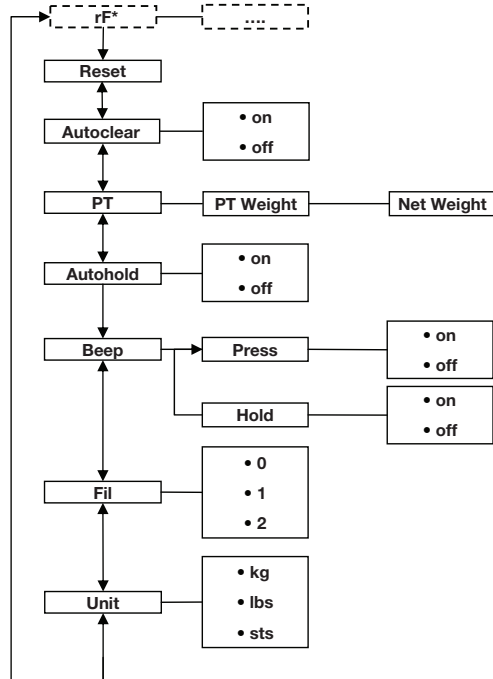 rF* ....
Reset
Autoclear
• on
• off
PT PT Weight Net Weight
Autohold
• on
• off
Beep Press
• on
• off
Hold
• on
• off
Fil
• 0
• 1
• 2
Unit
• kg
• lbs
• sts